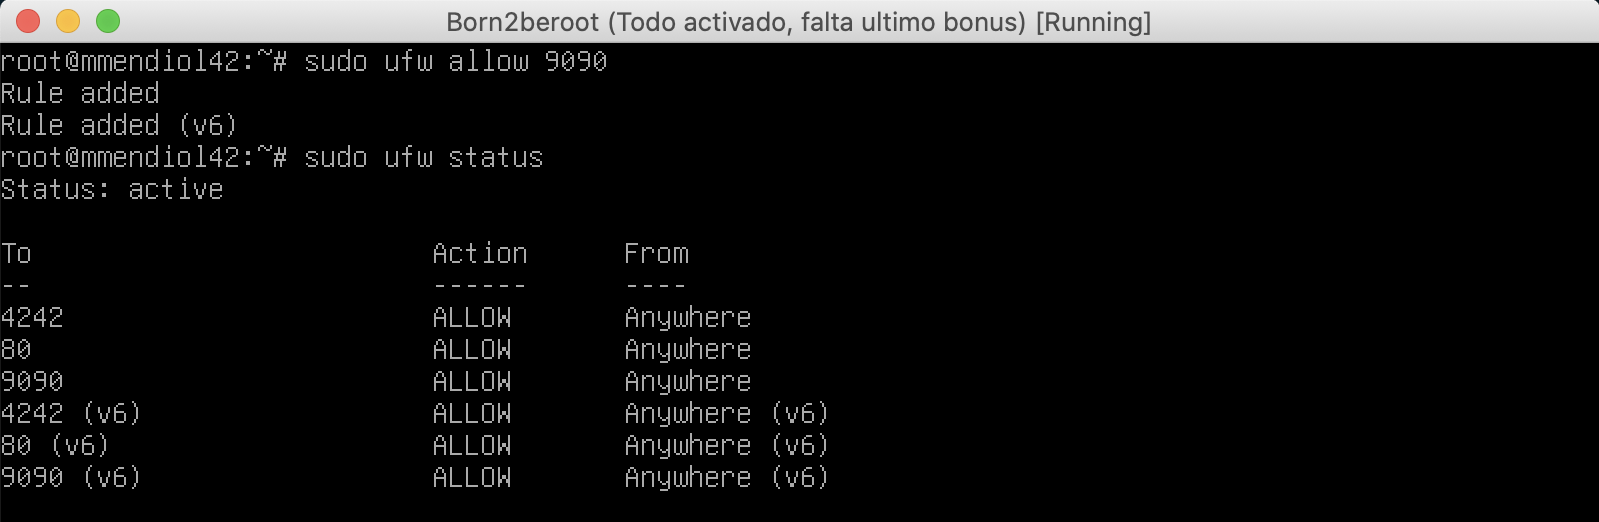 Born2beroot (Todo activado, falta ultimo bonus) [Running]
root@mmendiol42:~# sudo ufw allow 9090
Rule added
Rule added (v6)
root@mmendiol42:~# sudo ufw status
Status: active
To Action From
-- ------ ----
4242 ALLOW Anywhere
80 ALLOW Anywhere
9090 ALLOW Anywhere
4242 (v6) ALLOW Anywhere (v6)
80 (v6) ALLOW Anywhere (v6)
9090 (v6) ALLOW Anywhere (v6)